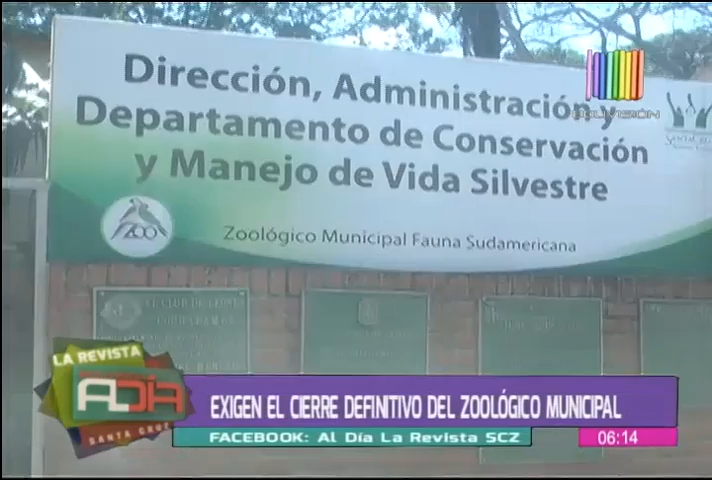 Dirección, Administración y
Departamento de Conservación
y Manejo de Vida Silvestre
ZOO
Zoológico Municipal Fauna Sudamericana
LA REVISTA
AL DÍA
SANTA CRUZ
EXIGEN EL CIERRE DEFINITIVO DEL ZOOLÓGICO MUNICIPAL
FACEBOOK: Al Día La Revista SCZ
06:14